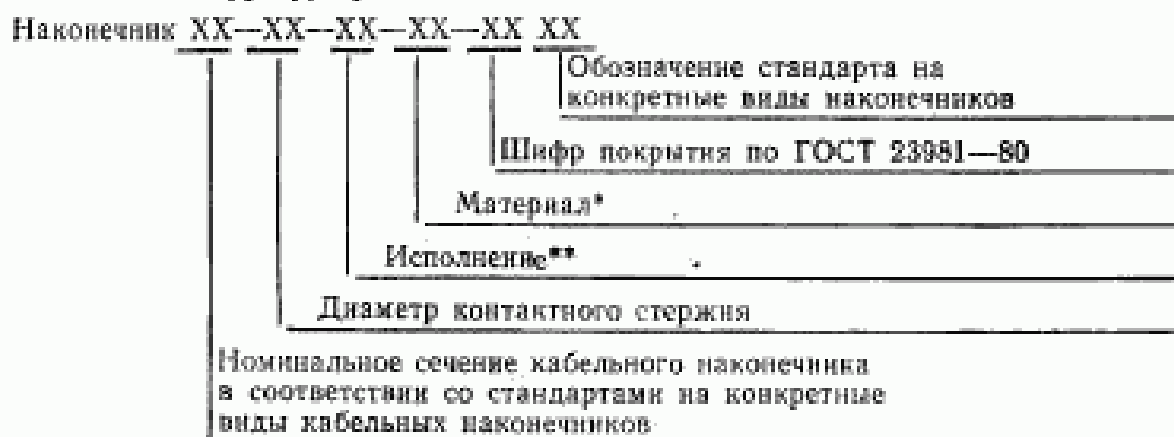 Наконечник XX—XX—XX—XX—XX XX
Обозначение стандарта на
конкретные виды наконечников
Шифр покрытия по ГОСТ 23981—80
Материал*
Исполнение**
Диаметр контактного стержня
Номинальное сечение кабельного наконечника
в соответствии со стандартами на конкретные
виды кабельных наконечников